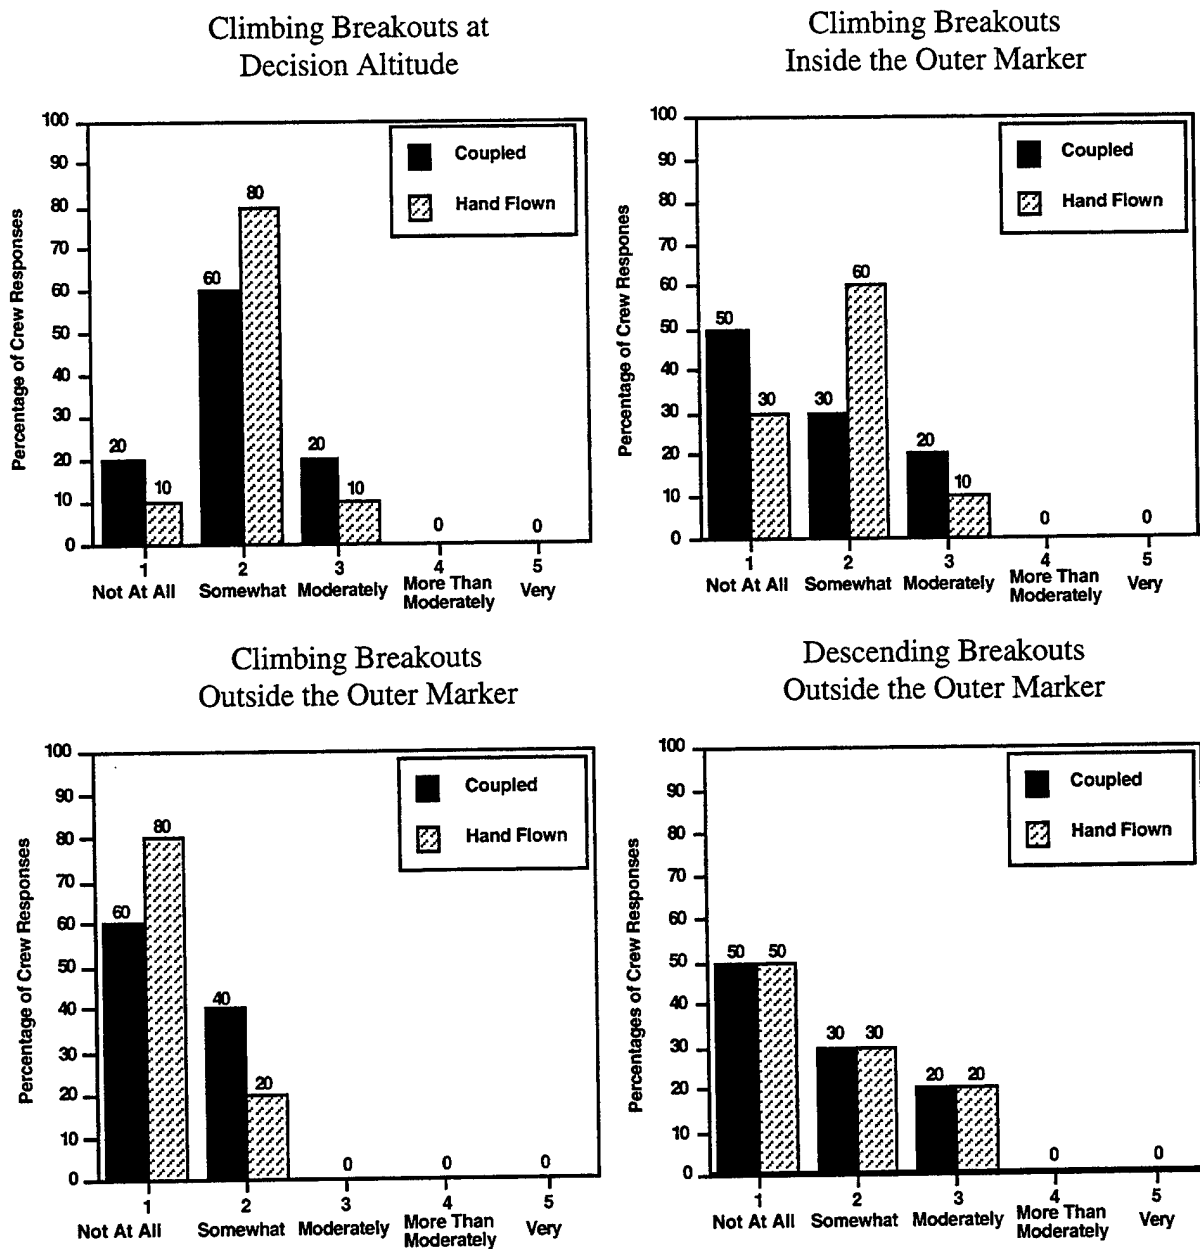 Climbing Breakouts at
Decision Altitude
Percentage of Crew Responses
100
90
80
70
60
50
40
30
20
10
0
Coupled
Hand Flown
20
10
60
80
20
10
0
0
1
2
3
4
5
Not At All
Somewhat
Moderately
More Than
Moderately
Very
Climbing Breakouts
Inside the Outer Marker
Percentage of Crew Respones
100
90
80
70
60
50
40
30
20
10
0
Coupled
Hand Flown
50
30
30
60
20
10
0
0
1
2
3
4
5
Not At All
Somewhat
Moderately
More Than
Moderately
Very
Climbing Breakouts
Outside the Outer Marker
Percentage of Crew Responses
100
90
80
70
60
50
40
30
20
10
0
Coupled
Hand Flown
60
80
40
20
0
0
0
1
2
3
4
5
Not At All
Somewhat
Moderately
More Than
Moderately
Very
Descending Breakouts
Outside the Outer Marker
Percentages of Crew Responses
100
90
80
70
60
50
40
30
20
10
0
Coupled
Hand Flown
50
50
30
30
20
20
0
0
1
2
3
4
5
Not At All
Somewhat
Moderately
More Than
Moderately
Very